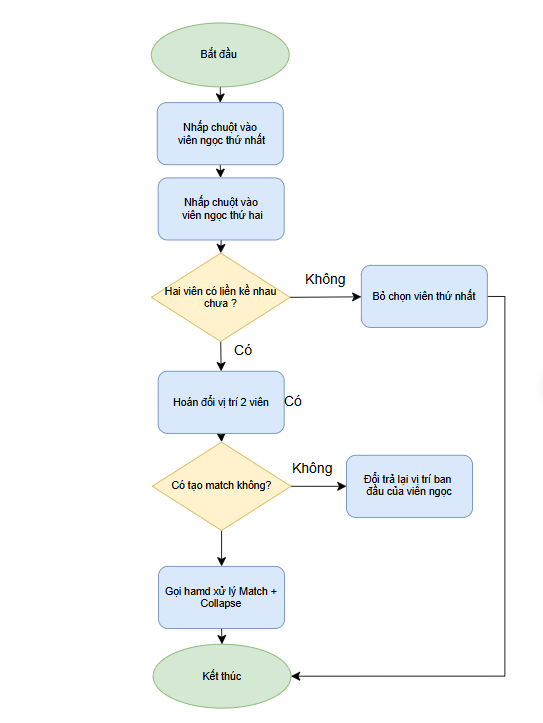 Bắt đầu
Nhấp chuột vào
viên ngọc thứ nhất
Nhấp chuột vào
viên ngọc thứ hai
Hai viên có liền kề nhau
chưa ?
Không
Bỏ chọn viên thứ nhất
Có
Hoán đổi vị trí 2 viên
Có
Có tạo match không?
Không
Đổi trả lại vị trí ban
đầu của viên ngọc
Gọi hamd xử lý Match +
Collapse
Kết thúc